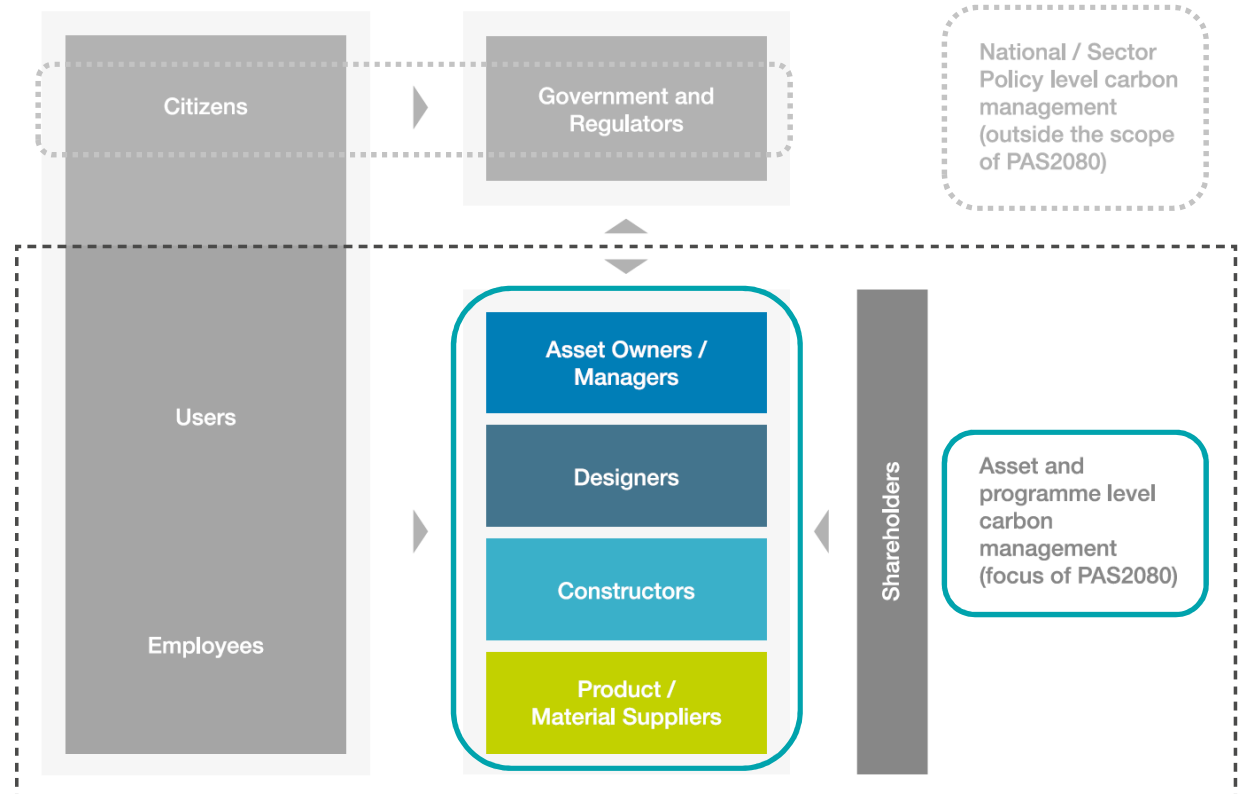 Citizens
Government and
Regulators
National / Sector
Policy level carbon
management
(outside the scope
of PAS2080)
Users
Employees
Asset Owners /
Managers
Designers
Constructors
Product /
Material Suppliers
Shareholders
Asset and
programme level
carbon
management
(focus of PAS2080)